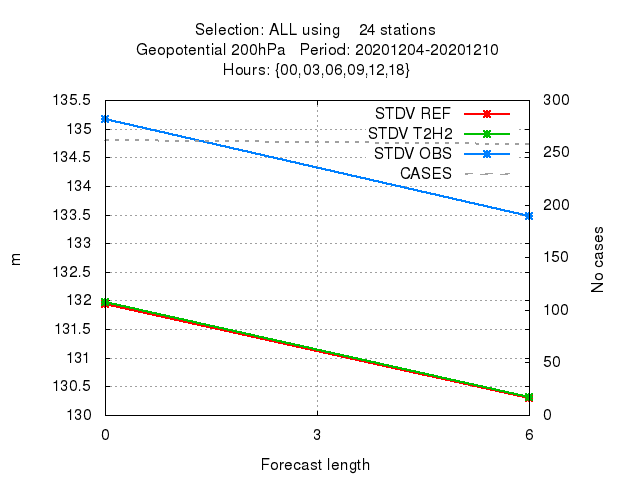 Selection: ALL using 24 stations
Geopotential 200hPa Period: 20201204-20201210
Hours: {00,03,06,09,12,18}
135.5
135
134.5
134
133.5
133
132.5
132
131.5
131
130.5
130
300
250
200
150
100
50
0
STDV REF
STDV T2H2
STDV OBS
CASES
m
No cases
0 3 6
Forecast length